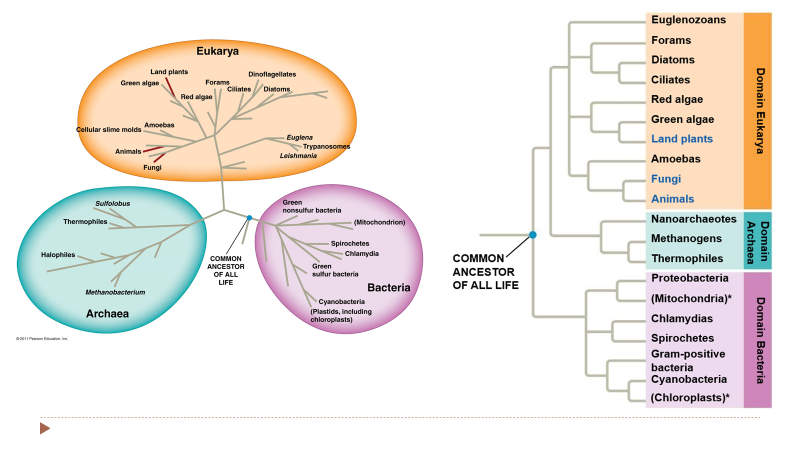 Eukarya
Land plants
Green algae
Red algae
Forams
Ciliates
Dinoflagellates
Diatoms
Amoebas
Cellular slime molds
Animals
Fungi
Euglena
Trypanosomes
Leishmania
Sulfolobus
Thermophiles
Halophiles
Methanobacterium
Archaea
COMMON
ANCESTOR
OF ALL
LIFE
Green
nonsulfur bacteria
(Mitochondrion)
Spirochetes
Chlamydia
Green
sulfur bacteria
Bacteria
Cyanobacteria
(Plastids, including
chloroplasts)
© 2011 Pearson Education, Inc.
COMMON
ANCESTOR
OF ALL LIFE
Euglenozoans
Forams
Diatoms
Ciliates
Red algae
Green algae
Land plants
Amoebas
Fungi
Animals
Domain Eukarya
Nanoarchaeotes
Methanogens
Thermophiles
Domain
Archaea
Proteobacteria
(Mitochondria)*
Chlamydias
Spirochetes
Gram-positive
bacteria
Cyanobacteria
(Chloroplasts)*
Domain Bacteria